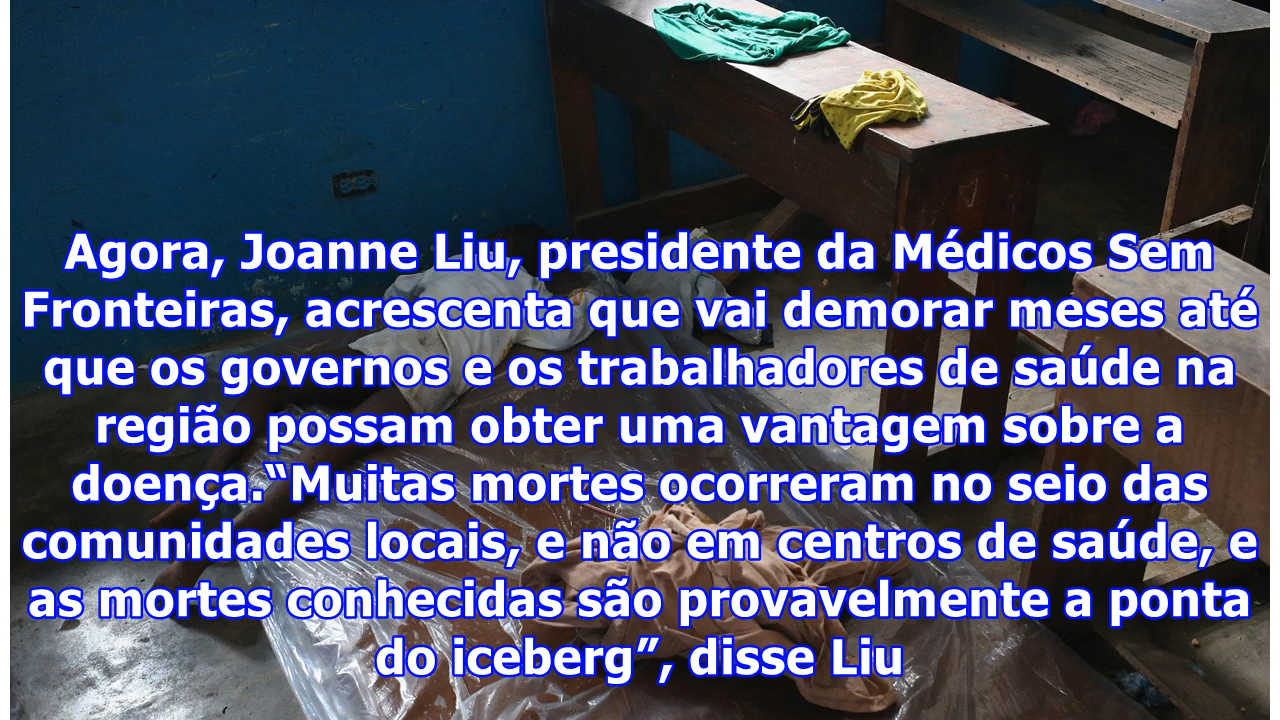 Agora, Joanne Liu, presidente da Médicos Sem
Fronteiras, acrescenta que vai demorar meses até
que os governos e os trabalhadores de saúde na
região possam obter uma vantagem sobre a
doença.“Muitas mortes ocorreram no seio das
comunidades locais, e não em centros de saúde, e
as mortes conhecidas são provavelmente a ponta
do iceberg”, disse Liu